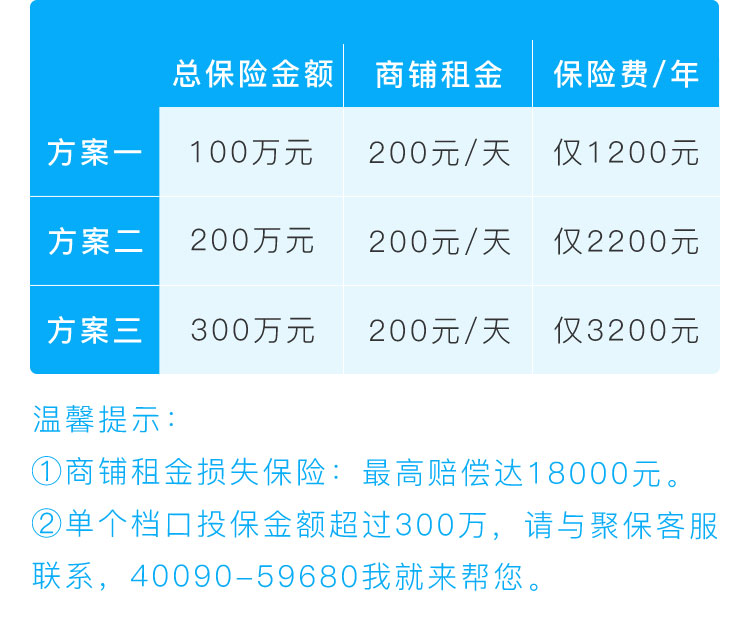 总保险金额 商铺租金 保险费/年
方案一 100万元 200元/天 仅1200元
方案二 200万元 200元/天 仅2200元
方案三 300万元 200元/天 仅3200元
温馨提示：
①商铺租金损失保险：最高赔偿达18000元。
②单个档口投保金额超过300万，请与聚保客服
联系，40090-59680我就来帮您。